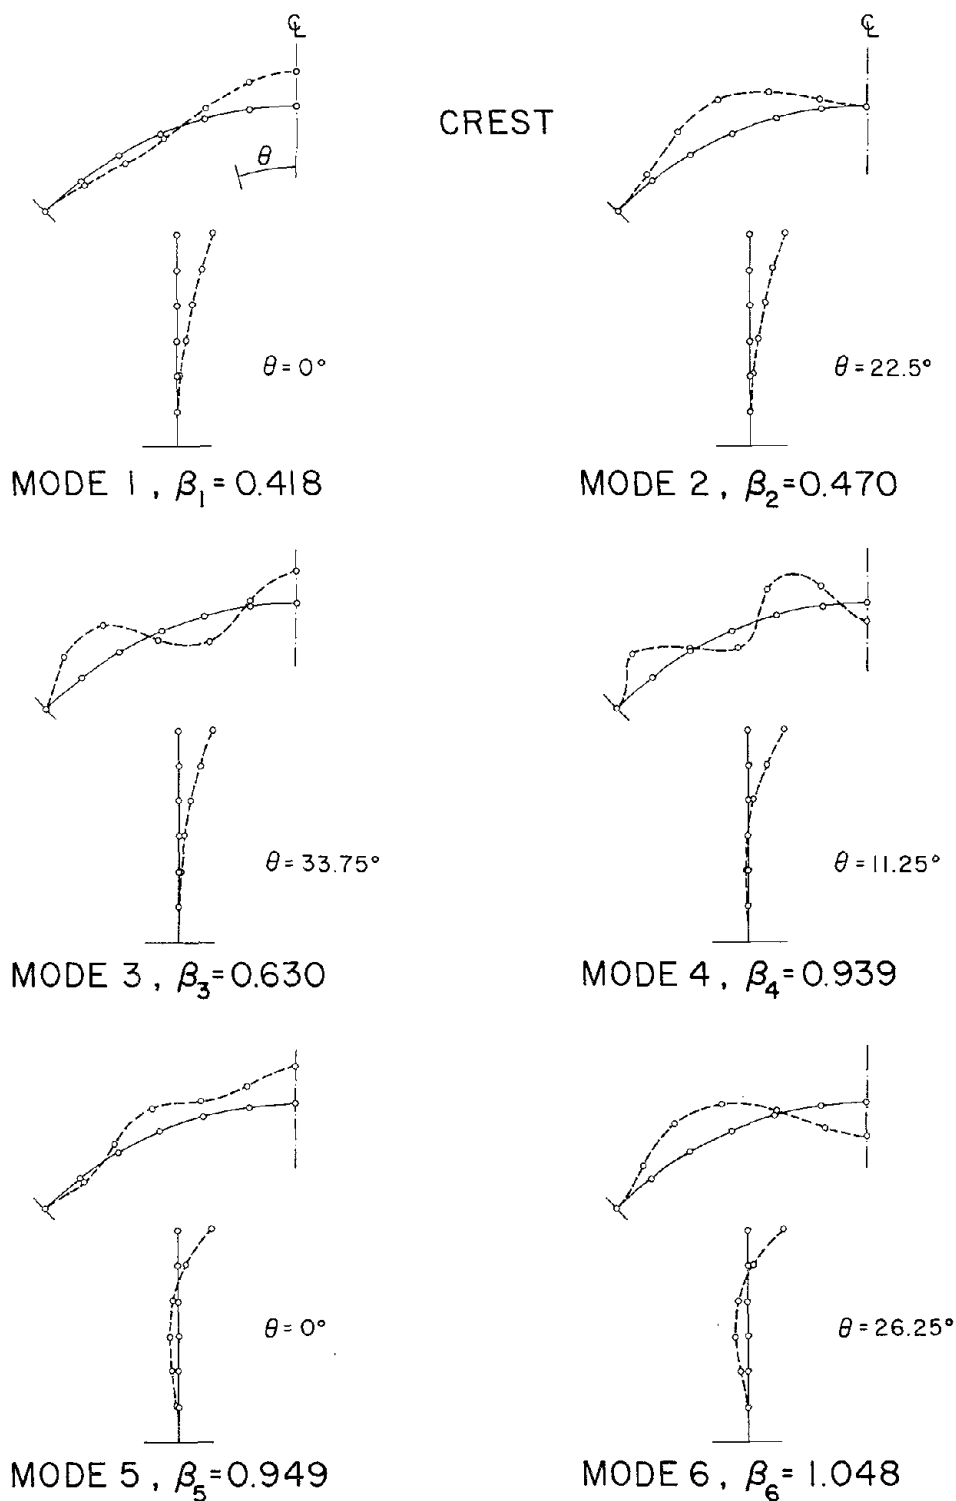 ℄ ℄
CREST
θ
θ = 0° θ = 22.5°
MODE 1 , β₁ = 0.418 MODE 2 , β₂ = 0.470
θ = 33.75° θ = 11.25°
MODE 3 , β₃ = 0.630 MODE 4 , β₄ = 0.939
θ = 0° θ = 26.25°
MODE 5 , β₅ = 0.949 MODE 6 , β₆ = 1.048